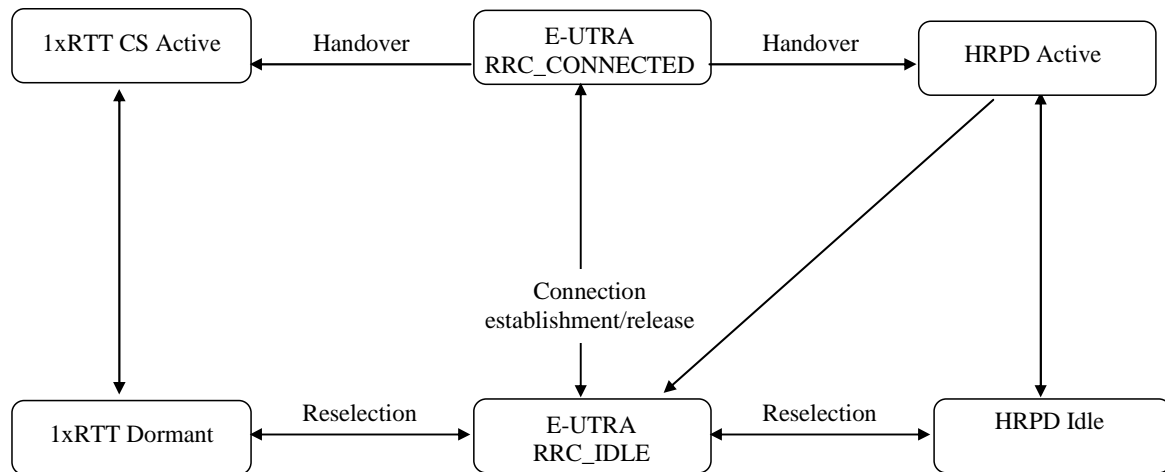 1xRTT CS Active
Handover
E-UTRA
RRC_CONNECTED
Handover
HRPD Active
Connection
establishment/release
1xRTT Dormant
Reselection
E-UTRA
RRC_IDLE
Reselection
HRPD Idle